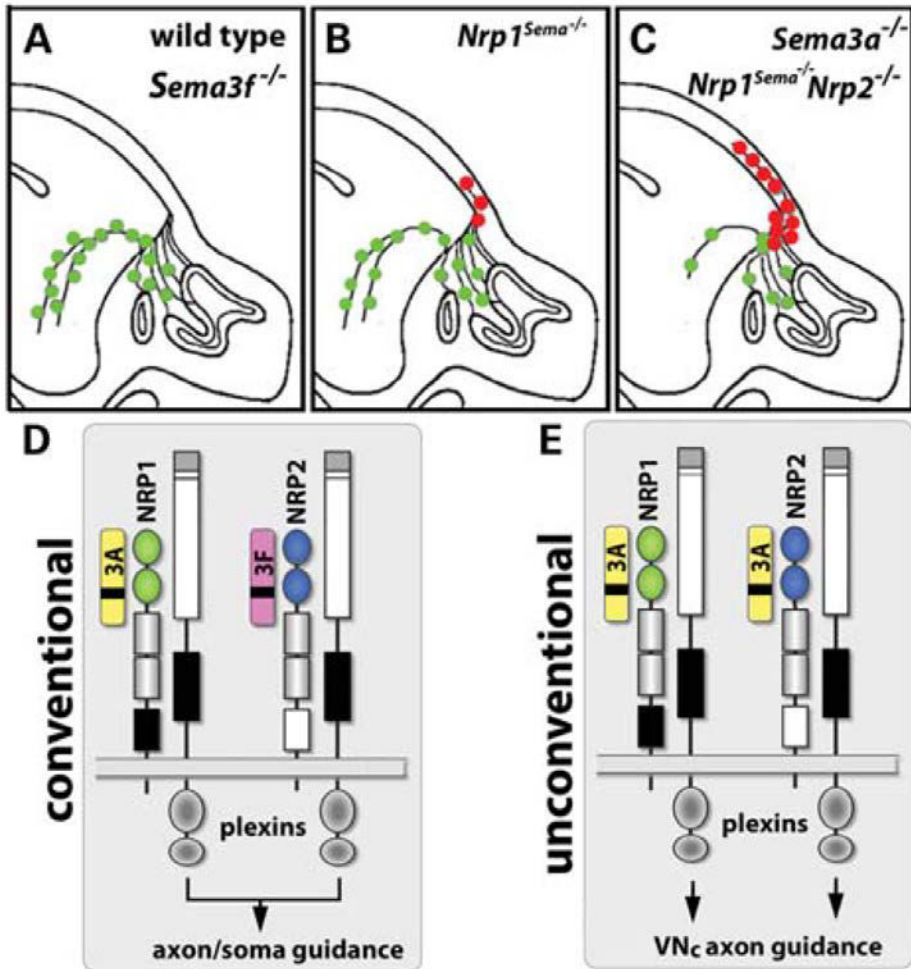 A
wild type
Sema3f-/-
B
Nrp1Sema-/-
C
Sema3a-/-
Nrp1Sema-/-Nrp2-/-
D
conventional
3A
NRP1
3F
NRP2
plexins
axon/soma guidance
E
unconventional
3A
NRP1
3A
NRP2
plexins
VNc axon guidance